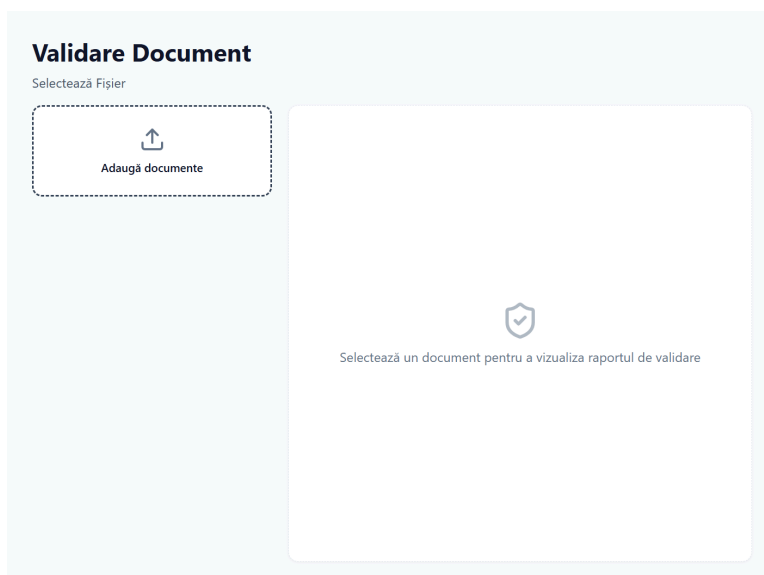 Validare Document
Selectează Fișier
Adaugă documente
Selectează un document pentru a vizualiza raportul de validare